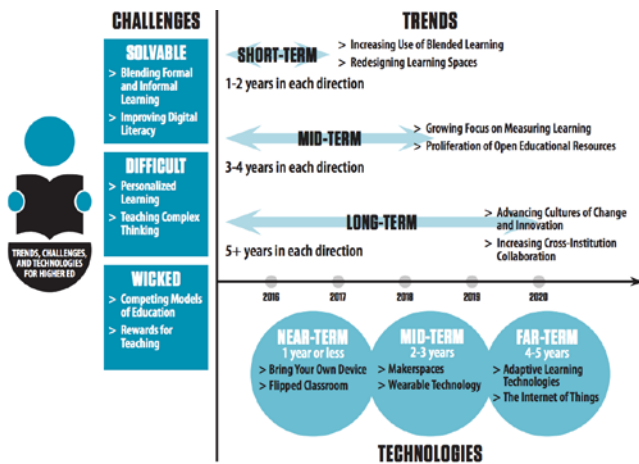 CHALLENGES
SOLVABLE
> Blending Formal
and Informal
Learning
> Improving Digital
Literacy
DIFFICULT
> Personalized
Learning
> Teaching Complex
Thinking
WICKED
> Competing Models
of Education
> Rewards for
Teaching
TRENDS, CHALLENGES,
AND TECHNOLOGIES
FOR HIGHER ED
TRENDS
SHORT-TERM
> Increasing Use of Blended Learning
> Redesigning Learning Spaces
1-2 years in each direction
MID-TERM
> Growing Focus on Measuring Learning
> Proliferation of Open Educational Resources
3-4 years in each direction
LONG-TERM
> Advancing Cultures of Change
and Innovation
> Increasing Cross-Institution
Collaboration
5+ years in each direction
2016 2017 2018 2019 2020
NEAR-TERM
1 year or less
> Bring Your Own Device
> Flipped Classroom
MID-TERM
2-3 years
> Makerspaces
> Wearable Technology
FAR-TERM
4-5 years
> Adaptive Learning
Technologies
> The Internet of Things
TECHNOLOGIES